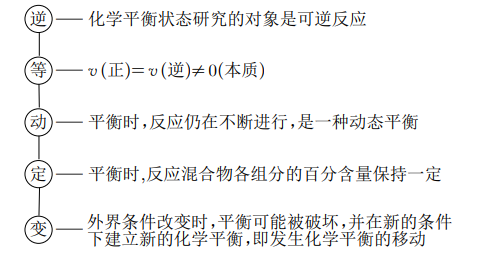 逆 化学平衡状态研究的对象是可逆反应
等 v(正)=v(逆)≠0(本质)
动 平衡时,反应仍在不断进行,是一种动态平衡
定 平衡时,反应混合物各组分的百分含量保持一定
变 外界条件改变时,平衡可能被破坏,并在新的条件
下建立新的化学平衡,即发生化学平衡的移动